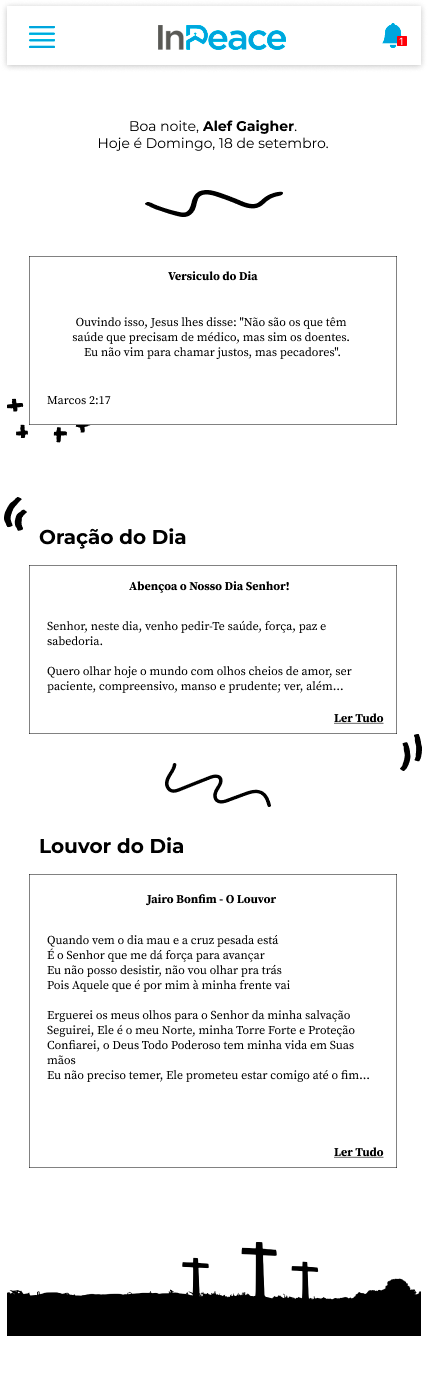 InPeace
1
Boa noite, Alef Gaigher.
Hoje é Domingo, 18 de setembro.
Versiculo do Dia
Ouvindo isso, Jesus lhes disse: "Não são os que têm
saúde que precisam de médico, mas sim os doentes.
Eu não vim para chamar justos, mas pecadores".
Marcos 2:17
Oração do Dia
Abençoa o Nosso Dia Senhor!
Senhor, neste dia, venho pedir-Te saúde, força, paz e
sabedoria.
Quero olhar hoje o mundo com olhos cheios de amor, ser
paciente, compreensivo, manso e prudente; ver, além...
Ler Tudo
Louvor do Dia
Jairo Bonfim - O Louvor
Quando vem o dia mau e a cruz pesada está
É o Senhor que me dá força para avançar
Eu não posso desistir, não vou olhar pra trás
Pois Aquele que é por mim à minha frente vai
Erguerei os meus olhos para o Senhor da minha salvação
Seguirei, Ele é o meu Norte, minha Torre Forte e Proteção
Confiarei, o Deus Todo Poderoso tem minha vida em Suas
mãos
Eu não preciso temer, Ele prometeu estar comigo até o fim...
Ler Tudo